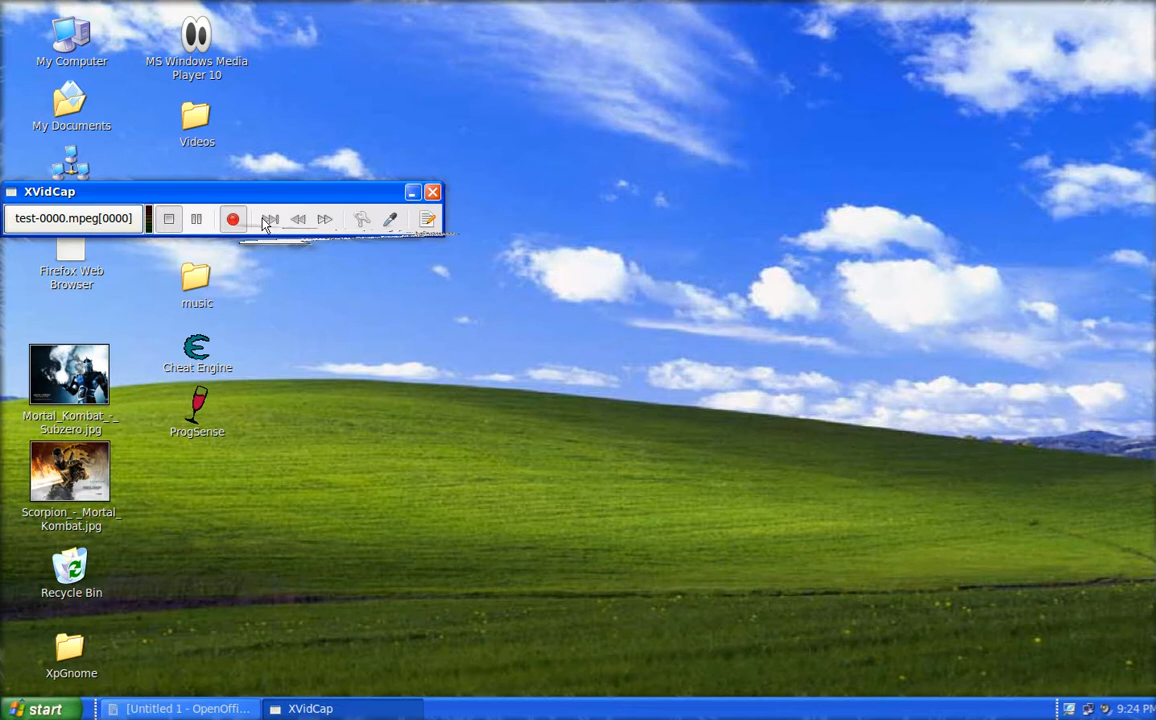 My Computer
MS Windows Media
Player 10
My Documents
Videos
XVidCap
test-0000.mpeg[0000]
Firefox Web
Browser
music
Cheat Engine
Mortal_Kombat_-_
Subzero.jpg
ProgSense
Scorpion_-_Mortal_
Kombat.jpg
Recycle Bin
XpGnome
start
[Untitled 1 - OpenOffi...
XVidCap
9:24 PM